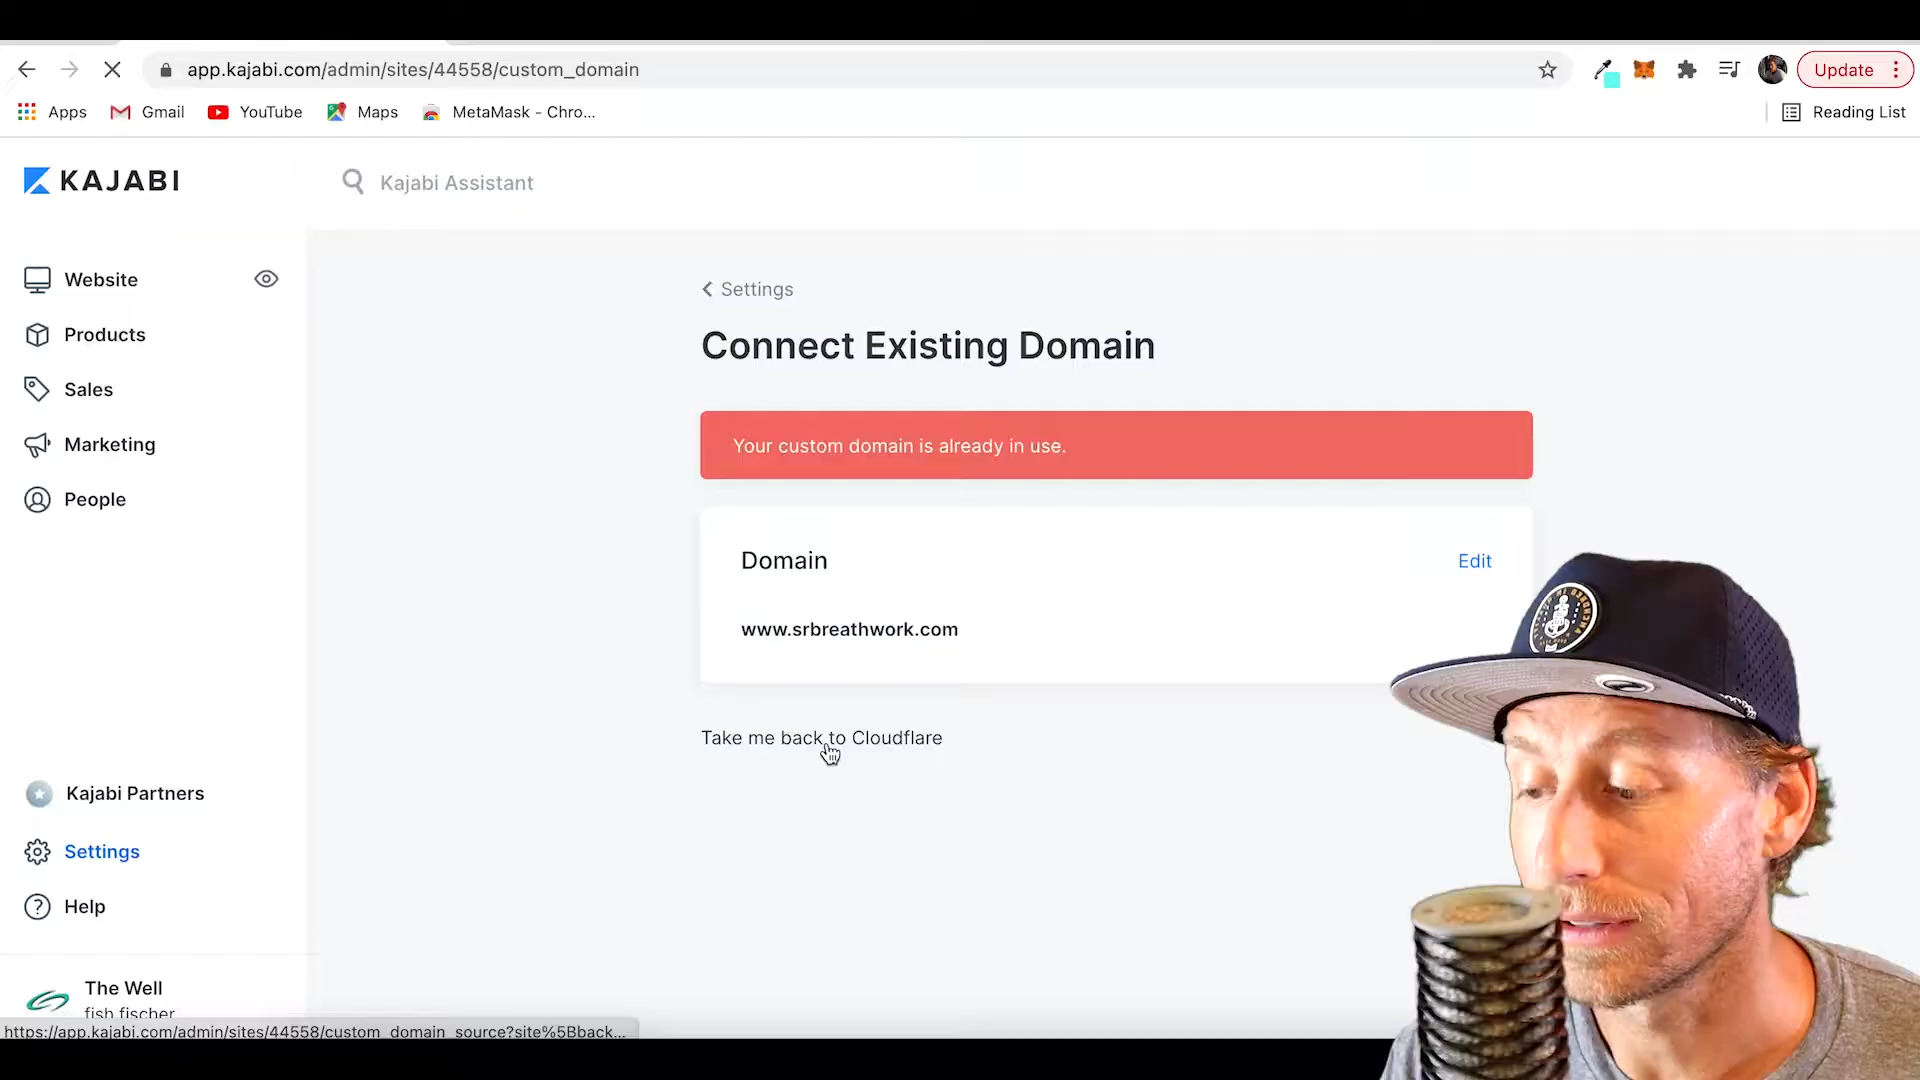 app.kajabi.com/admin/sites/44558/custom_domain
Update
Apps
Gmail
YouTube
Maps
MetaMask - Chro...
Reading List
KAJABI
Kajabi Assistant
Website
Products
Sales
Marketing
People
Settings
Connect Existing Domain
Your custom domain is already in use.
Domain
Edit
www.srbreathwork.com
Take me back to Cloudflare
Kajabi Partners
Settings
Help
The Well
fish fischer
https://app.kajabi.com/admin/sites/44558/custom_domain_source?site%5Bback...